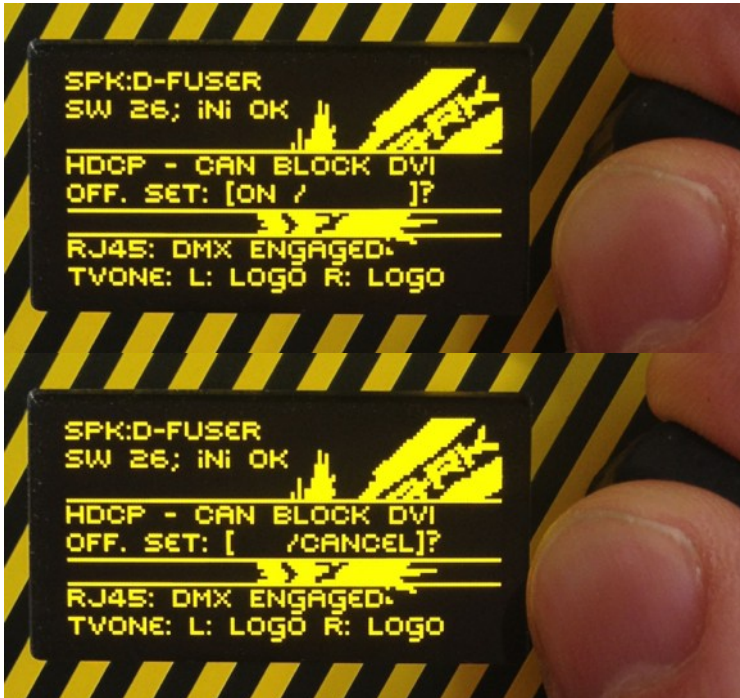 SPK:D-FUSER
SW 26; iNi OK
HDCP - CAN BLOCK DVI
OFF. SET: [ON /       ]?
RJ45: DMX ENGAGED
TVONE: L: LOGO R: LOGO
SPK:D-FUSER
SW 26; iNi OK
HDCP - CAN BLOCK DVI
OFF. SET: [   /CANCEL]?
RJ45: DMX ENGAGED
TVONE: L: LOGO R: LOGO